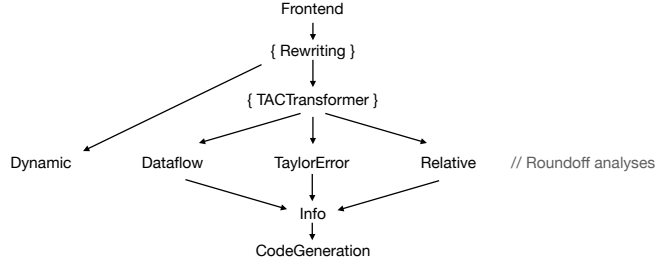 Frontend
{ Rewriting }
{ TACTransformer }
Dynamic Dataflow TaylorError Relative // Roundoff analyses
Info
CodeGeneration